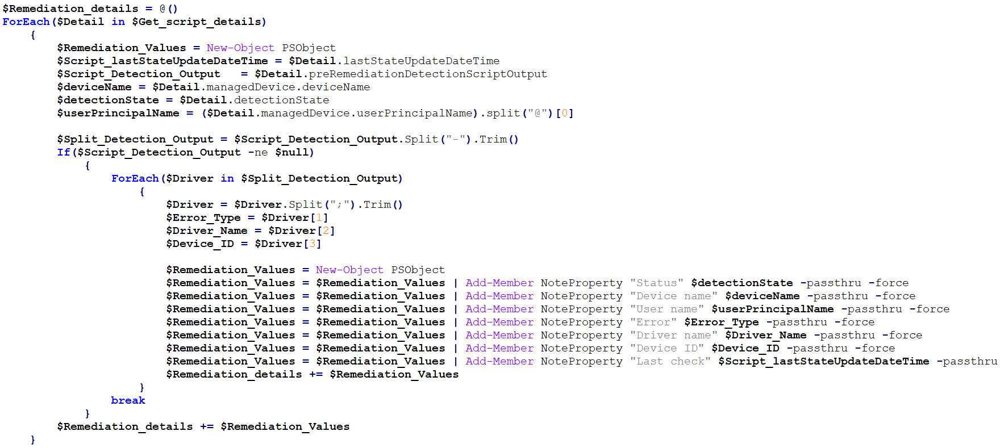 $Remediation_details = @()
ForEach($Detail in $Get_script_details)
{
$Remediation_Values = New-Object PSObject
$Script_lastStateUpdateDateTime = $Detail.lastStateUpdateDateTime
$Script_Detection_Output   = $Detail.preRemediationDetectionScriptOutput
$deviceName = $Detail.managedDevice.deviceName
$detectionState = $Detail.detectionState
$userPrincipalName = ($Detail.managedDevice.userPrincipalName).split("@")[0]
$Split_Detection_Output = $Script_Detection_Output.Split("-").Trim()
If($Script_Detection_Output -ne $null)
{
ForEach($Driver in $Split_Detection_Output)
{
$Driver = $Driver.Split(";").Trim()
$Error_Type = $Driver[1]
$Driver_Name = $Driver[2]
$Device_ID = $Driver[3]
$Remediation_Values = New-Object PSObject
$Remediation_Values = $Remediation_Values | Add-Member NoteProperty "Status" $detectionState -passthru -force
$Remediation_Values = $Remediation_Values | Add-Member NoteProperty "Device name" $deviceName -passthru -force
$Remediation_Values = $Remediation_Values | Add-Member NoteProperty "User name" $userPrincipalName -passthru -force
$Remediation_Values = $Remediation_Values | Add-Member NoteProperty "Error" $Error_Type -passthru -force
$Remediation_Values = $Remediation_Values | Add-Member NoteProperty "Driver name" $Driver_Name -passthru -force
$Remediation_Values = $Remediation_Values | Add-Member NoteProperty "Device ID" $Device_ID -passthru -force
$Remediation_Values = $Remediation_Values | Add-Member NoteProperty "Last check" $Script_lastStateUpdateDateTime -passthru
$Remediation_details += $Remediation_Values
}
break
}
$Remediation_details += $Remediation_Values
}